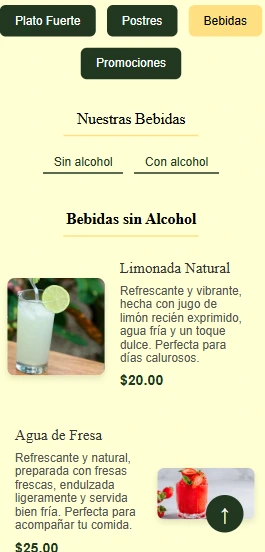 Plato Fuerte
Postres
Bebidas
Promociones
Nuestras Bebidas
Sin alcohol
Con alcohol
Bebidas sin Alcohol
Limonada Natural
Refrescante y vibrante,
hecha con jugo de
limón recién exprimido,
agua fría y un toque
dulce. Perfecta para
días calurosos.
$20.00
Agua de Fresa
Refrescante y natural,
preparada con fresas
frescas, endulzada
ligeramente y servida
bien fría. Perfecta para
acompañar tu comida.
$25.00
↑